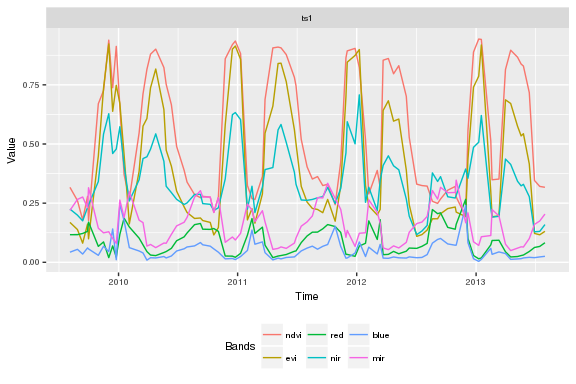 ts1
Value
0.75
0.50
0.25
0.00
2010 2011 2012 2013
Time
Bands
ndvi red blue
evi nir mir